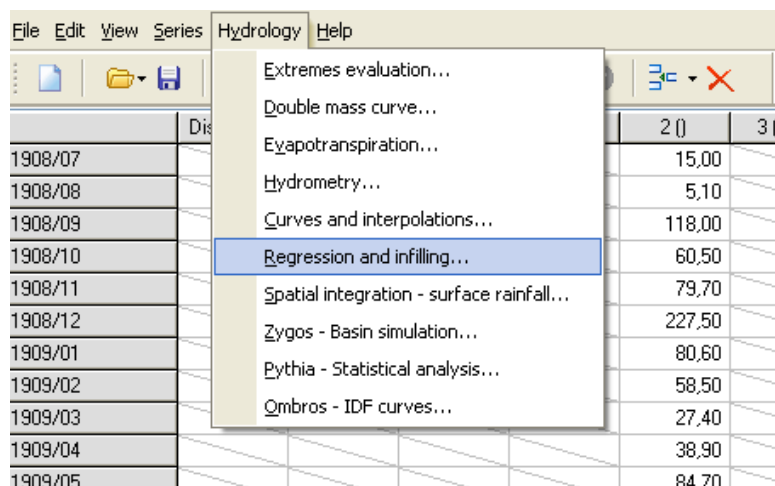 File Edit View Series Hydrology Help
Extremes evaluation...
Double mass curve...
Evapotranspiration...
Hydrometry...
Curves and interpolations...
Regression and infilling...
Spatial integration - surface rainfall...
Zygos - Basin simulation...
Pythia - Statistical analysis...
Ombros - IDF curves...
Dis 2 () 3 (
1908/07 15,00
1908/08 5,10
1908/09 118,00
1908/10 60,50
1908/11 79,70
1908/12 227,50
1909/01 80,60
1909/02 58,50
1909/03 27,40
1909/04 38,90
1909/05 84,70